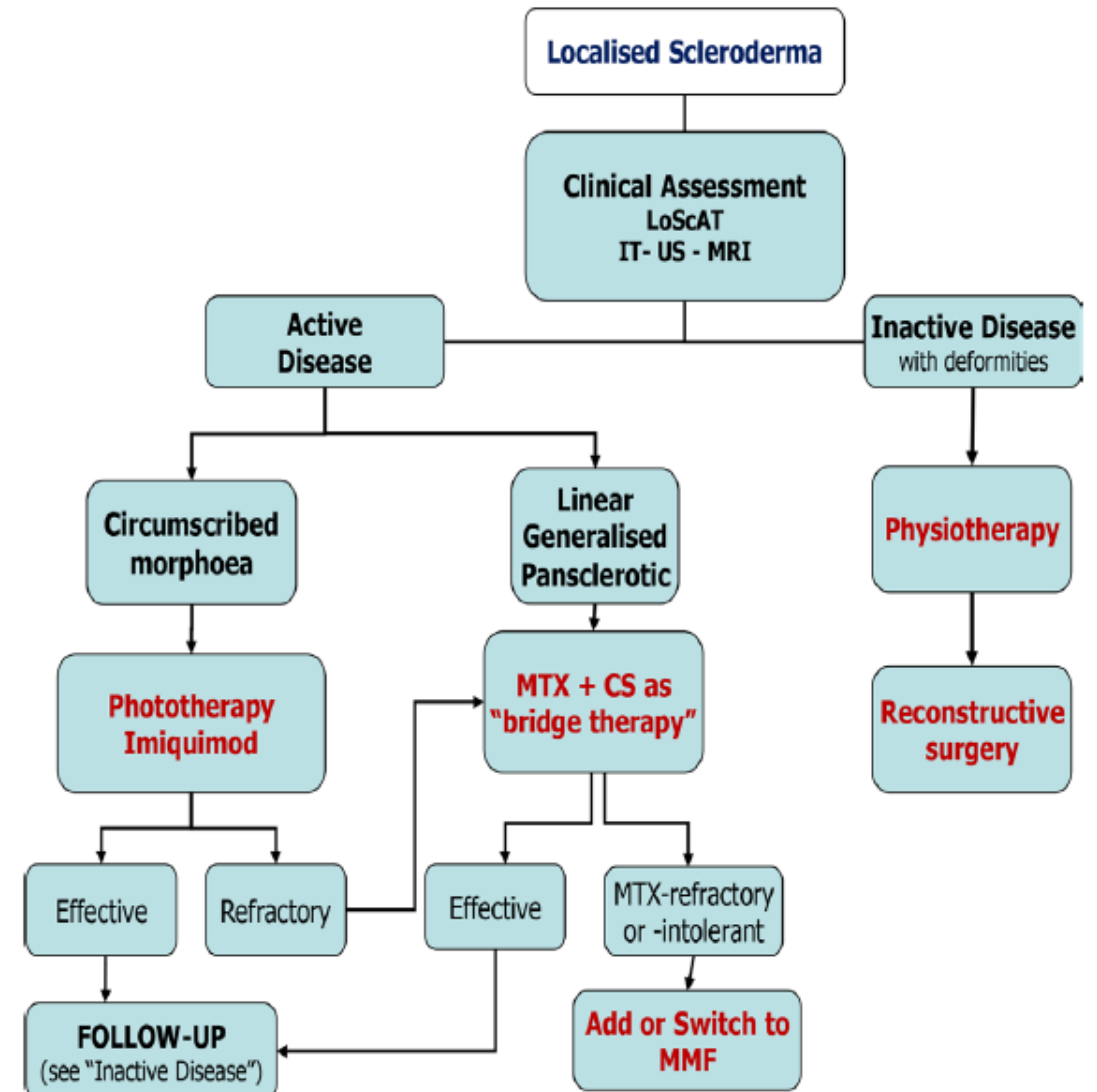 Localised Scleroderma
Clinical Assessment
LoScAT
IT- US - MRI
Active
Disease
Inactive Disease
with deformities
Circumscribed
morphoea
Linear
Generalised
Pansclerotic
Physiotherapy
Phototherapy
Imiquimod
MTX + CS as
“bridge therapy”
Reconstructive
surgery
Effective
Refractory
Effective
MTX-refractory
or -intolerant
FOLLOW-UP
(see “Inactive Disease”)
Add or Switch to
MMF